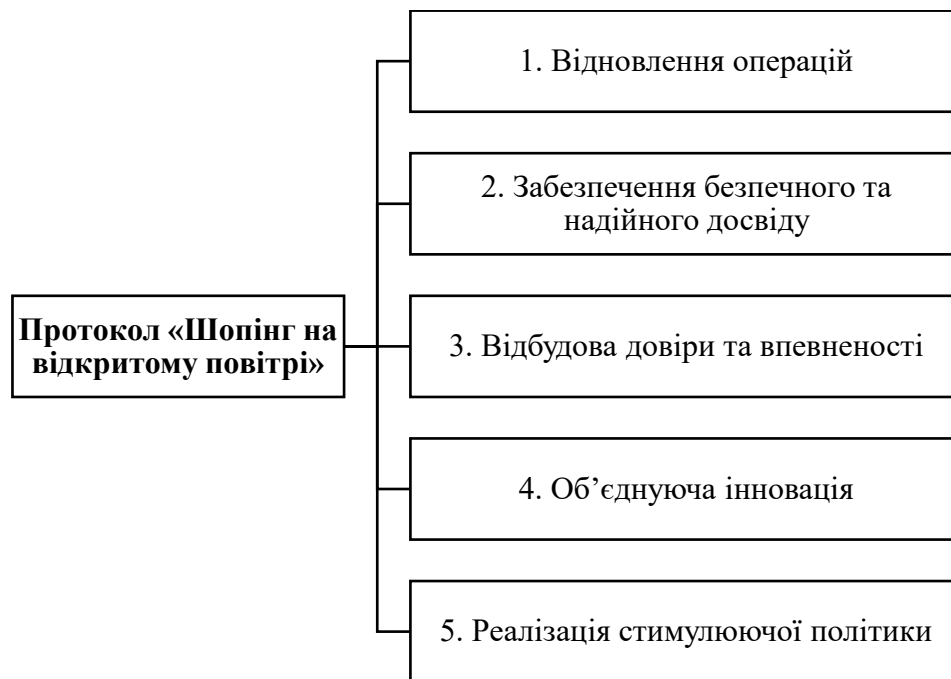 1. Відновлення операцій
2. Забезпечення безпечного та
надійного досвіду
Протокол «Шопінг на
відкритому повітрі»
3. Відбудова довіри та впевненості
4. Об’єднуюча інновація
5. Реалізація стимулюючої політики